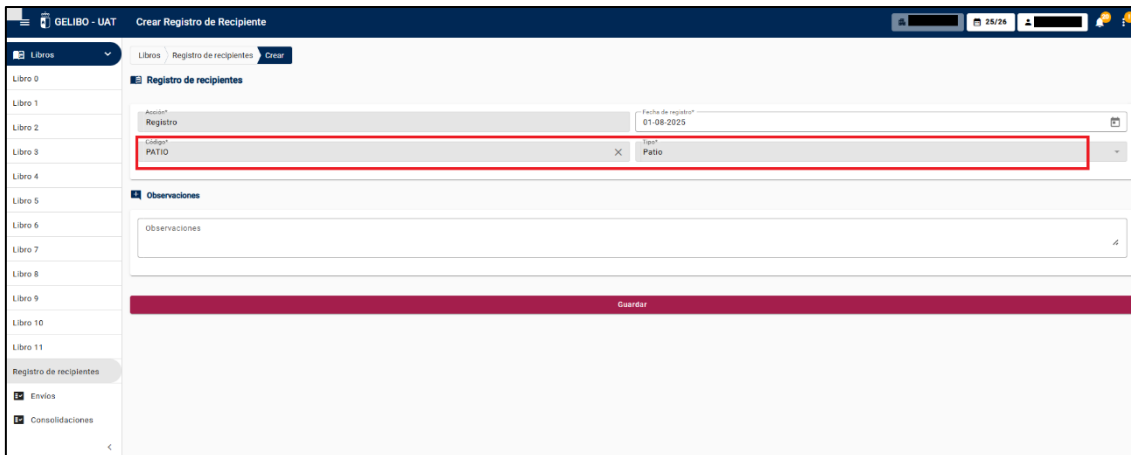 GELIBO - UAT Crear Registro de Recipiente 25/26
Libros
Libros Registro de recipientes Crear
Libro 0
Registro de recipientes
Libro 1
Acción* Fecha de registro*
Registro 01-08-2025
Libro 2
Código* Tipo*
PATIO Patio
Libro 3
Libro 4
Observaciones
Libro 5
Libro 6
Observaciones
Libro 7
Libro 8
Libro 9
Guardar
Libro 10
Libro 11
Registro de recipientes
Envíos
Consolidaciones